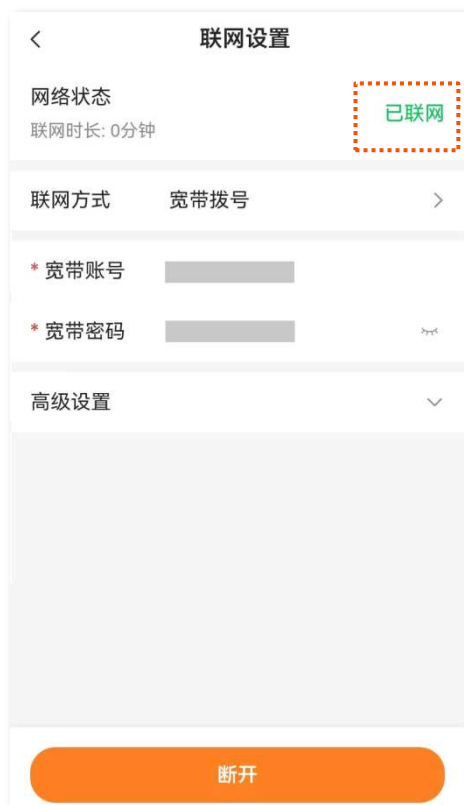 联网设置
网络状态
已联网
联网时长: 0分钟
联网方式 宽带拨号
* 宽带账号
* 宽带密码
高级设置
断开